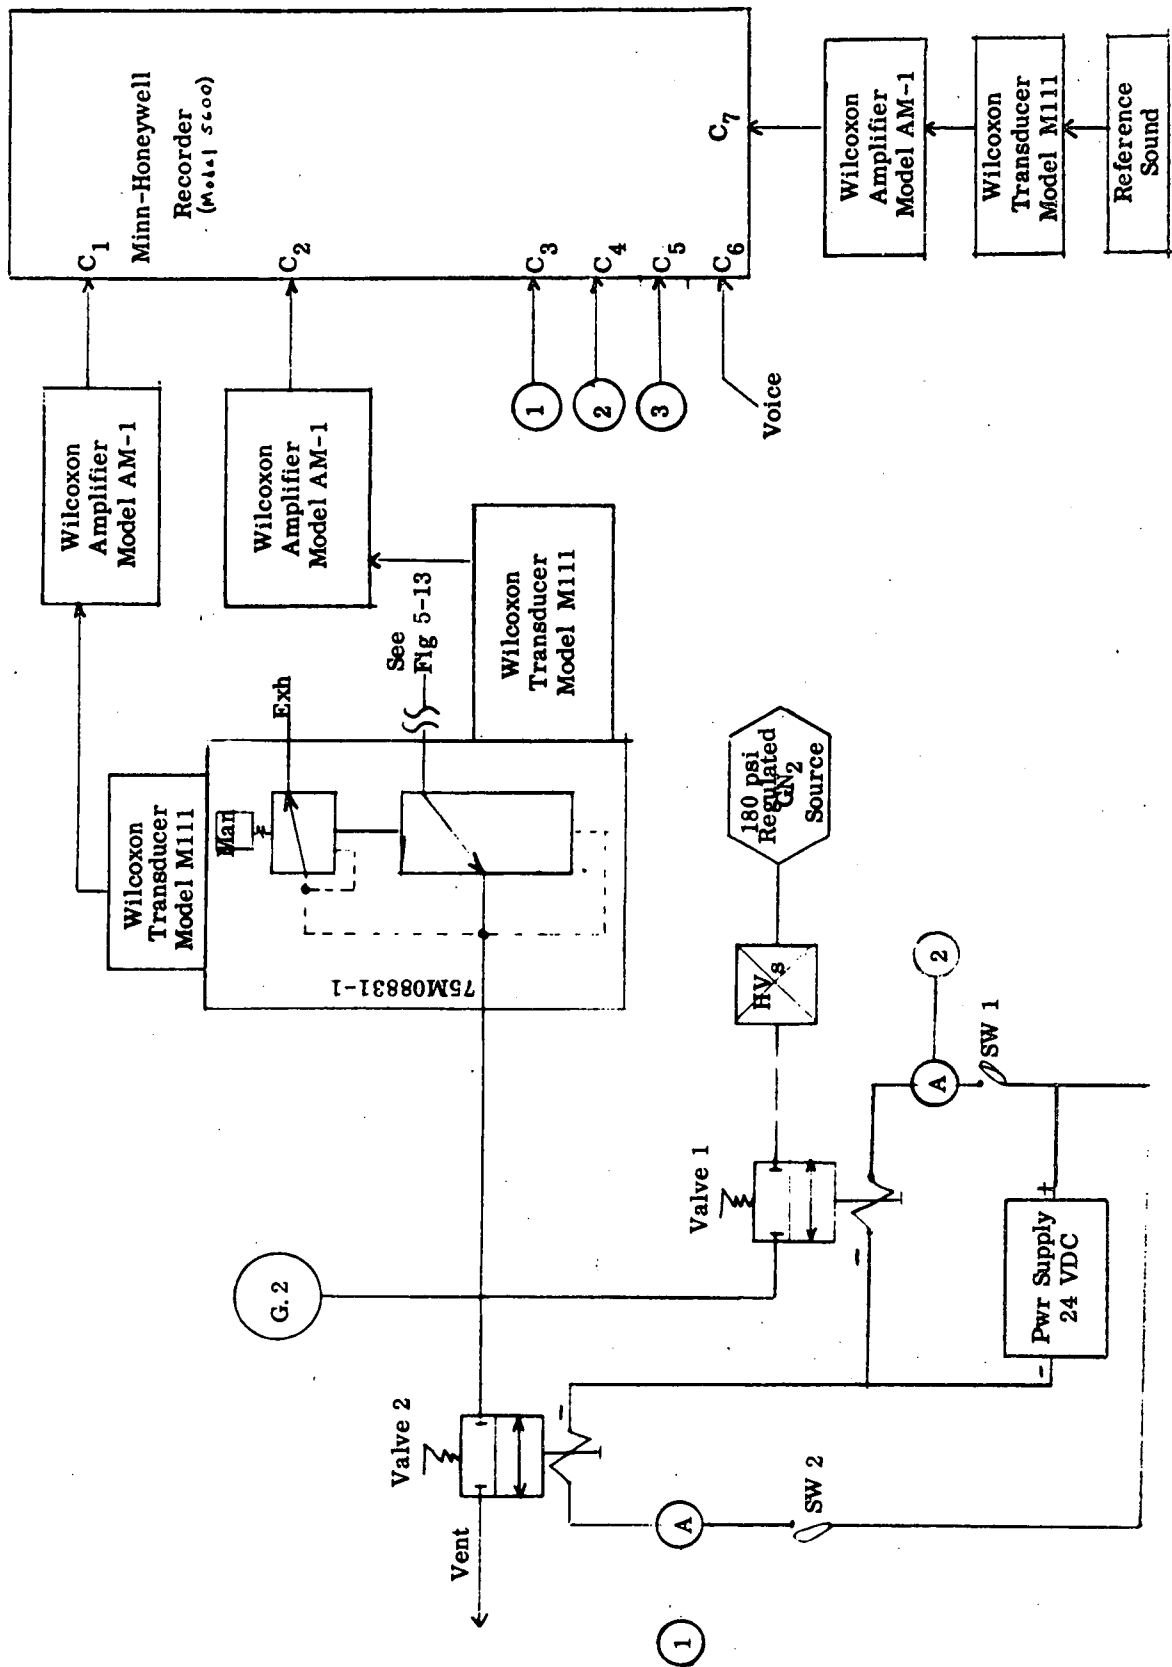 Minn-Honeywell
Recorder
(Model 5600)
C1
C2
C3
C4
C5
C6
C7
Wilcoxon
Amplifier
Model AM-1
Wilcoxon
Amplifier
Model AM-1
1
2
3
Voice
Wilcoxon
Amplifier
Model AM-1
Wilcoxon
Transducer
Model M111
Reference
Sound
Wilcoxon
Transducer
Model M111
Man
Exh
See
Fig 5-13
Wilcoxon
Transducer
Model M111
75M08831-1
180 psi
Regulated
GN2
Source
HVs
2
A
SW 1
Valve 1
-
+
Pwr Supply
24 VDC
-
G.2
Valve 2
-
Vent
A
SW 2
1